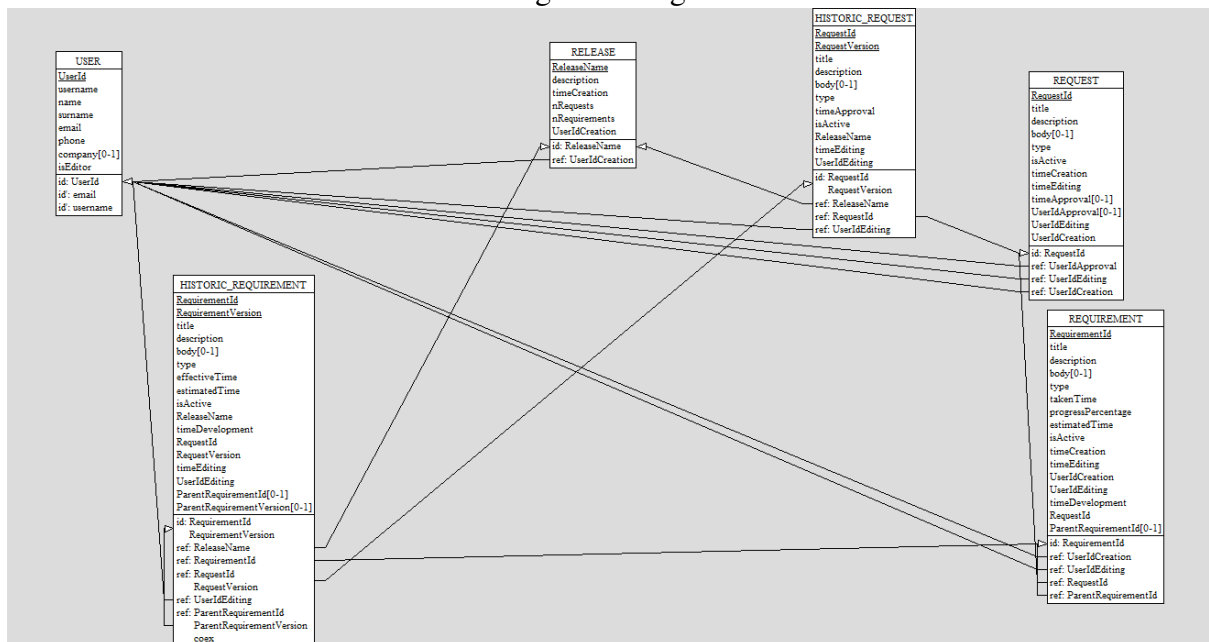 USER
UserId
username
name
surname
email
phone
company[0-1]
isEditor
id: UserId
id': email
id': username
RELEASE
ReleaseName
description
timeCreation
nRequests
nRequirements
UserIdCreation
id: ReleaseName
ref: UserIdCreation
HISTORIC_REQUEST
RequestId
RequestVersion
title
description
body[0-1]
type
timeApproval
isActive
ReleaseName
timeEditing
UserIdEditing
id: RequestId
RequestVersion
ref: ReleaseName
ref: RequestId
ref: UserIdEditing
REQUEST
RequestId
title
description
body[0-1]
type
isActive
timeCreation
timeEditing
timeApproval[0-1]
UserIdApproval[0-1]
UserIdEditing
UserIdCreation
id: RequestId
ref: UserIdApproval
ref: UserIdEditing
ref: UserIdCreation
HISTORIC_REQUIREMENT
RequirementId
RequirementVersion
title
description
body[0-1]
type
effectiveTime
estimatedTime
isActive
ReleaseName
timeDevelopment
RequestId
RequestVersion
timeEditing
UserIdEditing
ParentRequirementId[0-1]
ParentRequirementVersion[0-1]
id: RequirementId
RequirementVersion
ref: ReleaseName
ref: RequirementId
ref: RequestId
RequestVersion
ref: UserIdEditing
ref: ParentRequirementId
ParentRequirementVersion
coex
REQUIREMENT
RequirementId
title
description
body[0-1]
type
takenTime
progressPercentage
estimatedTime
isActive
timeCreation
timeEditing
UserIdCreation
UserIdEditing
timeDevelopment
RequestId
ParentRequirementId[0-1]
id: RequirementId
ref: UserIdCreation
ref: UserIdEditing
ref: RequestId
ref: ParentRequirementId